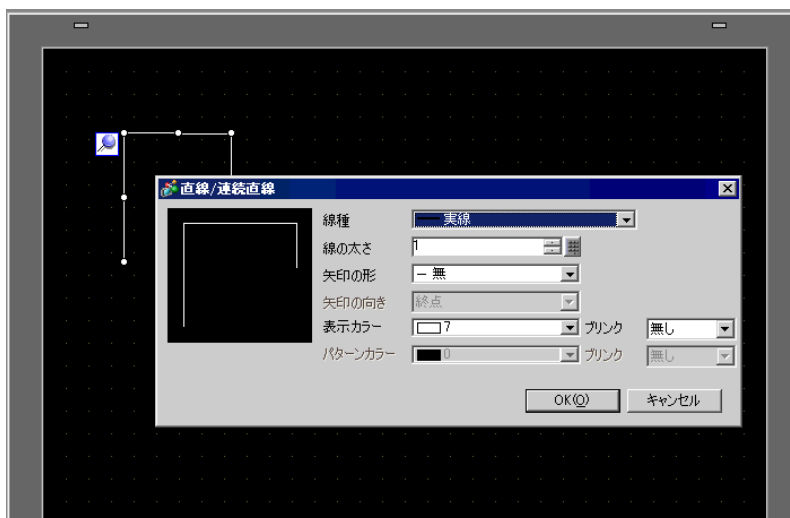 直線/連続直線
線種 実線
線の太さ 1
矢印の形 無
矢印の向き 終点
表示カラー 7 ブリンク 無し
パターンカラー 0 ブリンク 無し
OK(O) キャンセル